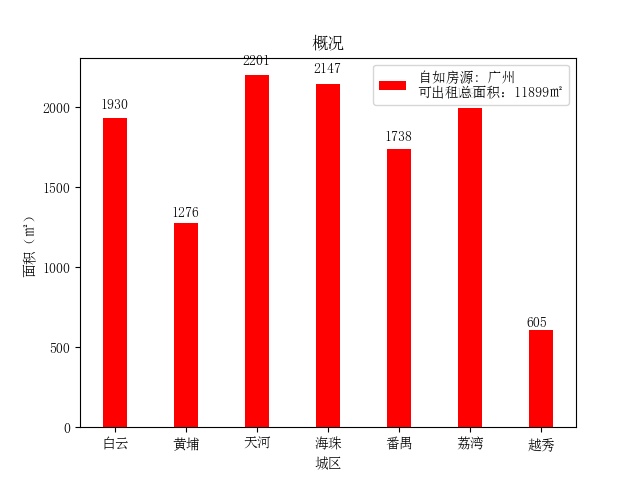 概况
2201
2147
1930
1738
1276
605
自如房源: 广州
可出租总面积: 11899㎡
2000
1500
1000
500
0
面积 (㎡)
白云 黄埔 天河 海珠 番禺 荔湾 越秀
城区